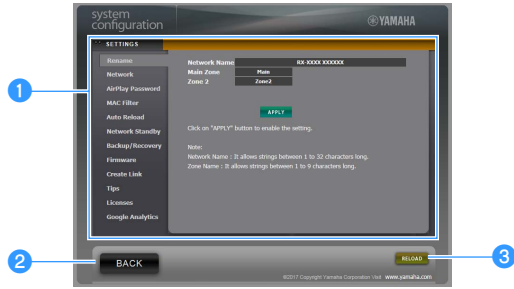 system
configuration
YAMAHA
SETTINGS
Rename
Network
AirPlay Password
MAC Filter
Auto Reload
Network Standby
Backup/Recovery
Firmware
Create Link
Tips
Licenses
Google Analytics
Network Name RX-XXXX XXXXXX
Main Zone Main
Zone 2 Zone2
APPLY
Click on "APPLY" button to enable the setting.
Note:
Network Name : It allows strings between 1 to 32 characters long.
Zone Name : It allows strings between 1 to 9 characters long.
1
2
BACK
RELOAD
3
©2017 Copyright Yamaha Corporation Visit www.yamaha.com